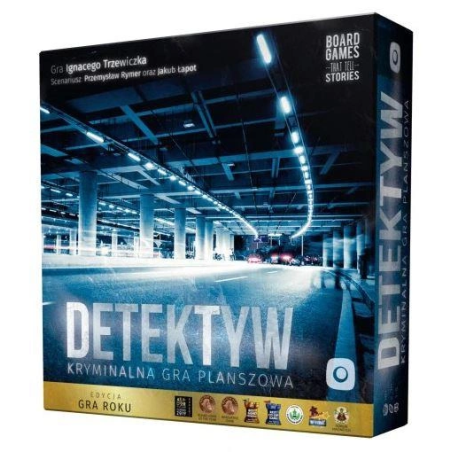 Gra Ignacego Trzewiczka
Scenariusz Przemysław Rymer oraz Jakub Łapot
BOARD
GAMES
THAT TELL
STORIES
DETEKTYW
KRYMINALNA GRA PLANSZOWA
EDYCJA
GRA ROKU
DETEKTYW
KRYMINALNA GRA PLANSZOWA